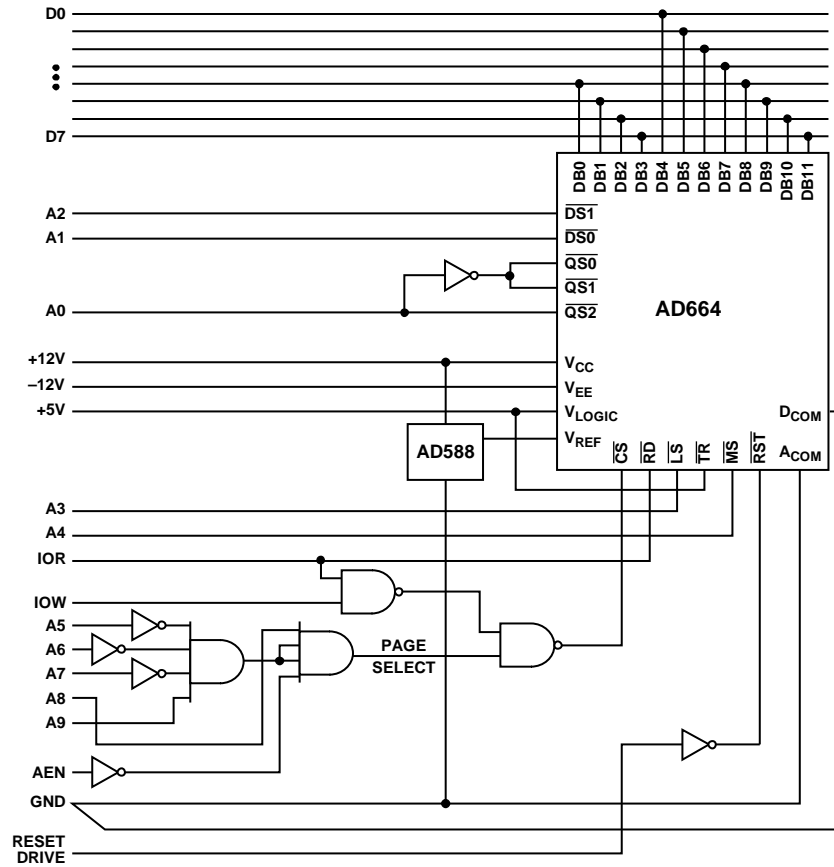 D0
D7
DB0
DB1
DB2
DB3
DB4
DB5
DB6
DB7
DB8
DB9
DB10
DB11
A2
DS1
A1
DS0
QS0
QS1
A0
QS2
AD664
+12V
VCC
–12V
VEE
+5V
VLOGIC
DCOM
VREF
AD588
CS
RD
LS
TR
MS
RST
ACOM
A3
A4
IOR
IOW
A5
A6
PAGE
SELECT
A7
A8
A9
AEN
GND
RESET
DRIVE